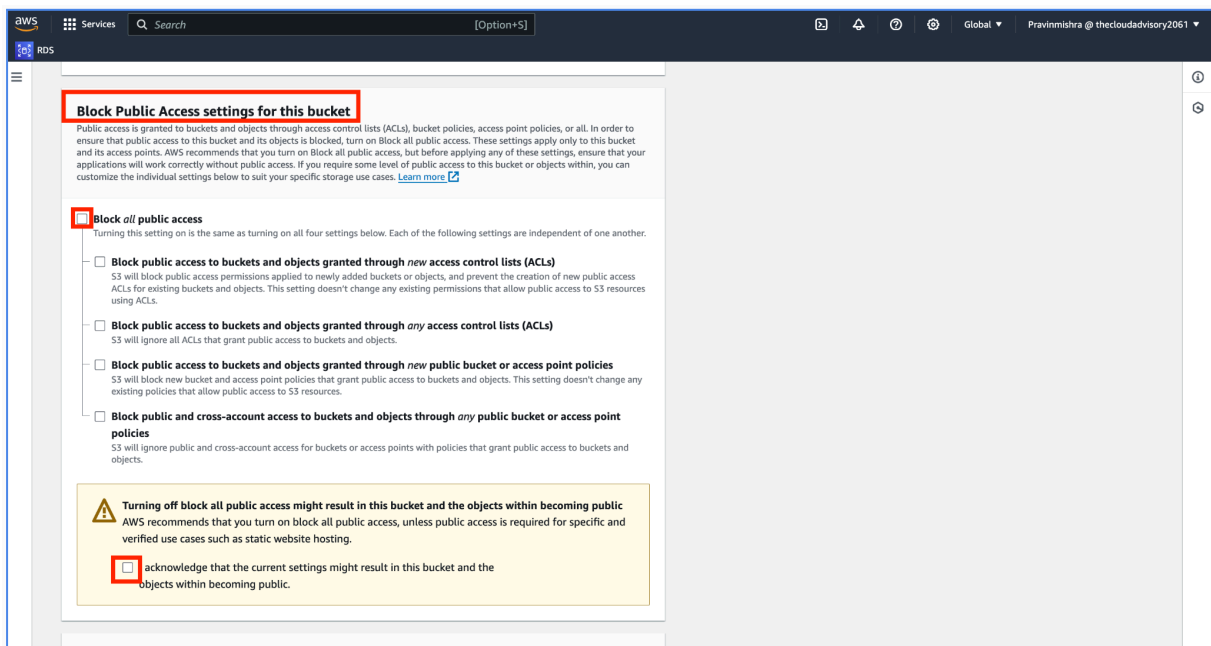 aws
Services
Search
[Option+S]
Global
Pravinmishra @ thecloudadvisory2061
RDS
Block Public Access settings for this bucket
Public access is granted to buckets and objects through access control lists (ACLs), bucket policies, access point policies, or all. In order to
ensure that public access to this bucket and its objects is blocked, turn on Block all public access. These settings apply only to this bucket
and its access points. AWS recommends that you turn on Block all public access, but before applying any of these settings, ensure that your
applications will work correctly without public access. If you require some level of public access to this bucket or objects within, you can
customize the individual settings below to suit your specific storage use cases. Learn more
Block all public access
Turning this setting on is the same as turning on all four settings below. Each of the following settings are independent of one another.
Block public access to buckets and objects granted through new access control lists (ACLs)
S3 will block public access permissions applied to newly added buckets or objects, and prevent the creation of new public access
ACLs for existing buckets and objects. This setting doesn't change any existing permissions that allow public access to S3 resources
using ACLs.
Block public access to buckets and objects granted through any access control lists (ACLs)
S3 will ignore all ACLs that grant public access to buckets and objects.
Block public access to buckets and objects granted through new public bucket or access point policies
S3 will block new bucket and access point policies that grant public access to buckets and objects. This setting doesn't change any
existing policies that allow public access to S3 resources.
Block public and cross-account access to buckets and objects through any public bucket or access point
policies
S3 will ignore public and cross-account access for buckets or access points with policies that grant public access to buckets and
objects.
Turning off block all public access might result in this bucket and the objects within becoming public
AWS recommends that you turn on block all public access, unless public access is required for specific and
verified use cases such as static website hosting.
acknowledge that the current settings might result in this bucket and the
objects within becoming public.